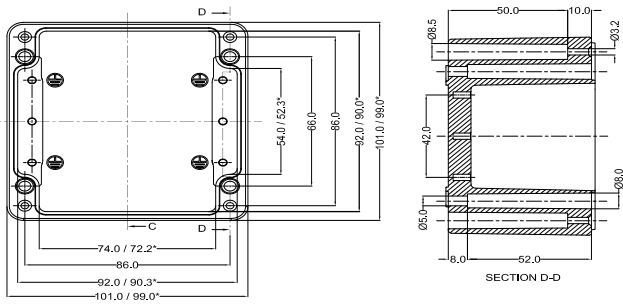 D
50.0
10.0
Ø8.5
Ø3.2
54.0 / 52.3*
66.0
86.0
92.0 / 90.0*
101.0 / 99.0*
42.0
Ø8.0
Ø5.0
C
D
74.0 / 72.2*
86.0
92.0 / 90.3*
101.0 / 99.0*
8.0
52.0
SECTION D-D